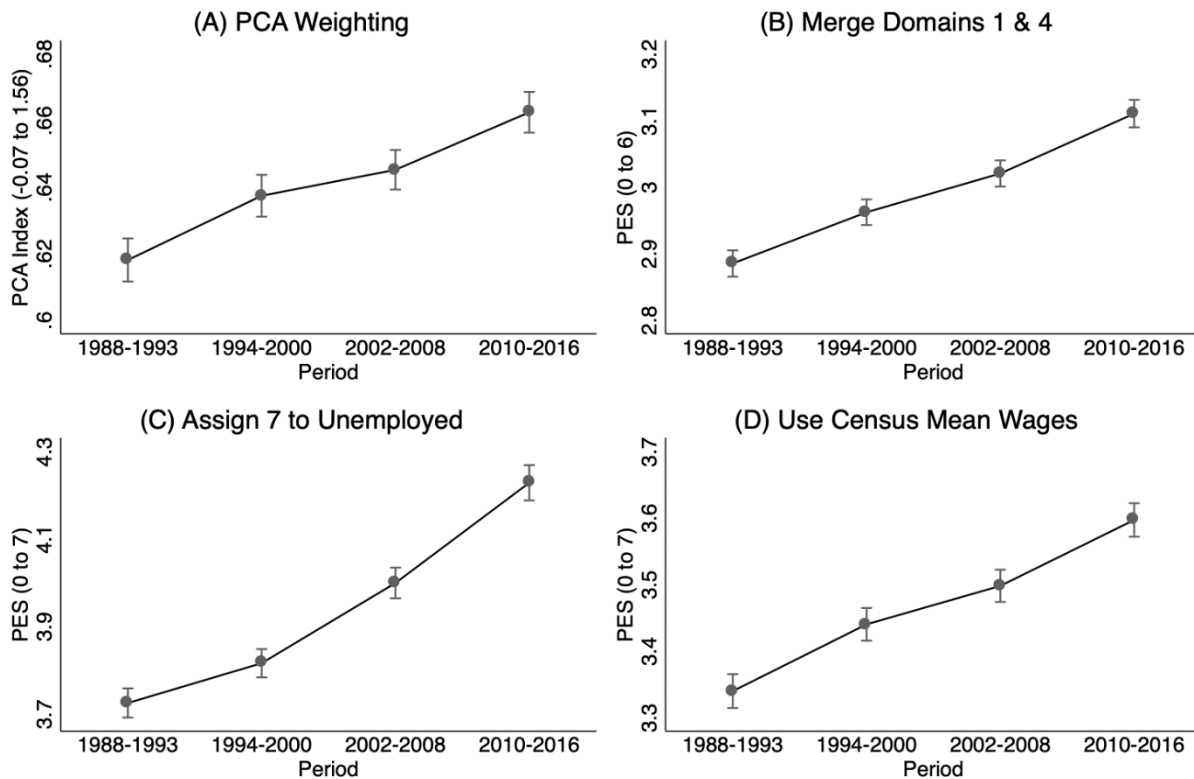 (A) PCA Weighting
PCA Index (-0.07 to 1.56)
.68
.66
.64
.62
.6
1988-1993 1994-2000 2002-2008 2010-2016
Period
(B) Merge Domains 1 & 4
PES (0 to 6)
3.2
3.1
3
2.9
2.8
1988-1993 1994-2000 2002-2008 2010-2016
Period
(C) Assign 7 to Unemployed
PES (0 to 7)
4.3
4.1
3.9
3.7
1988-1993 1994-2000 2002-2008 2010-2016
Period
(D) Use Census Mean Wages
PES (0 to 7)
3.7
3.6
3.5
3.4
3.3
1988-1993 1994-2000 2002-2008 2010-2016
Period